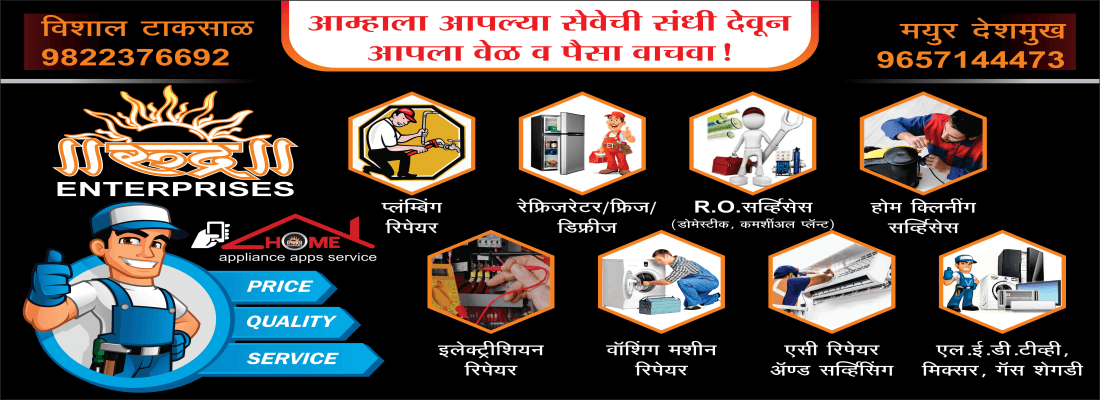 विशाल टाकसाळ
9822376692
आम्हाला आपल्या सेवेची संधी देवून
आपला वेळ व पैसा वाचवा!
मयुर देशमुख
9657144473
॥रूद्र॥
ENTERPRISES
HOME
appliance apps service
PRICE
QUALITY
SERVICE
प्लंम्बिंग
रिपेयर
रेफ्रिजरेटर/फ्रिज/
डिफ्रीज
R.O.सर्व्हिसेस
(डोमेस्टीक, कमर्शीअल प्लॅन्ट)
होम क्लिनींग
सर्व्हिसेस
इलेक्ट्रीशियन
रिपेयर
वॉशिंग मशीन
रिपेयर
एसी रिपेयर
ॲण्ड सर्व्हिसिंग
एल.ई.डी.टीव्ही,
मिक्सर, गॅस शेगडी